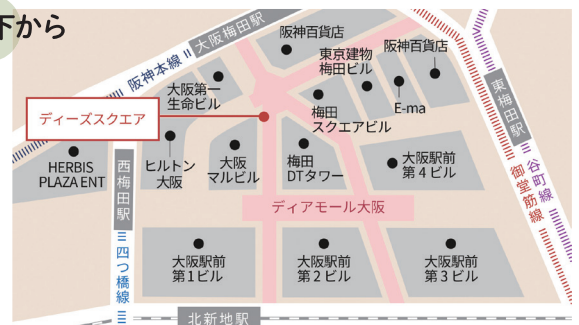 下から
大阪梅田駅
阪神本線
阪神百貨店
東京建物
梅田ビル
阪神百貨店
大阪第一
生命ビル
梅田
スクエアビル
E-ma
東梅田駅
ディーズスクエア
HERBIS
PLAZA ENT
西梅田駅
ヒルトン
大阪
大阪
マルビル
梅田
DTタワー
大阪駅前
第4ビル
谷町線
御堂筋線
ディアモール大阪
四つ橋線
大阪駅前
第1ビル
大阪駅前
第2ビル
大阪駅前
第3ビル
北新地駅